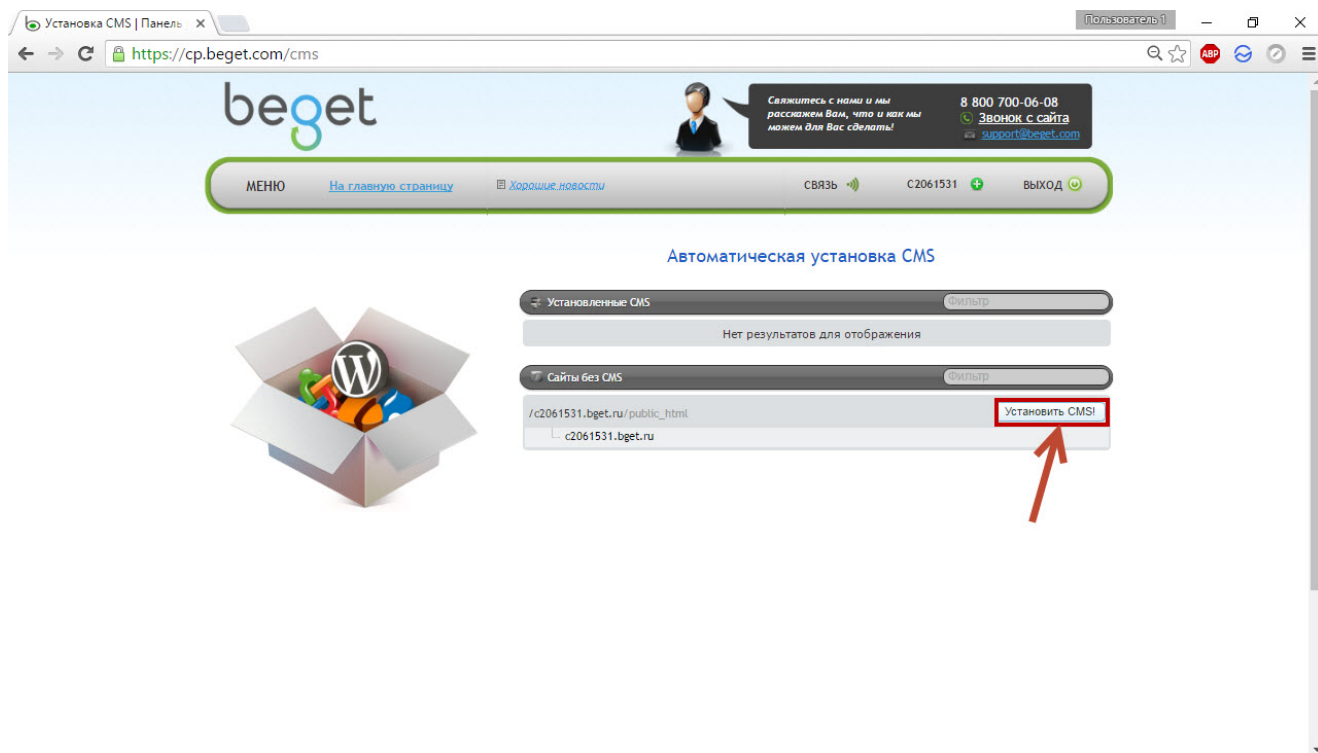 Установка CMS | Панель
Пользователь 1
https://cp.beget.com/cms
ABP
beget
Свяжитесь с нами и мы
расскажем Вам, что и как мы
можем для Вас сделать!
8 800 700-06-08
Звонок с сайта
support@beget.com
МЕНЮ
На главную страницу
Хорошие новости
СВЯЗЬ
C2061531
ВЫХОД
Автоматическая установка CMS
Установленные CMS
Фильтр
Нет результатов для отображения
Сайты без CMS
Фильтр
/c2061531.bget.ru/public_html
Установить CMS!
c2061531.bget.ru